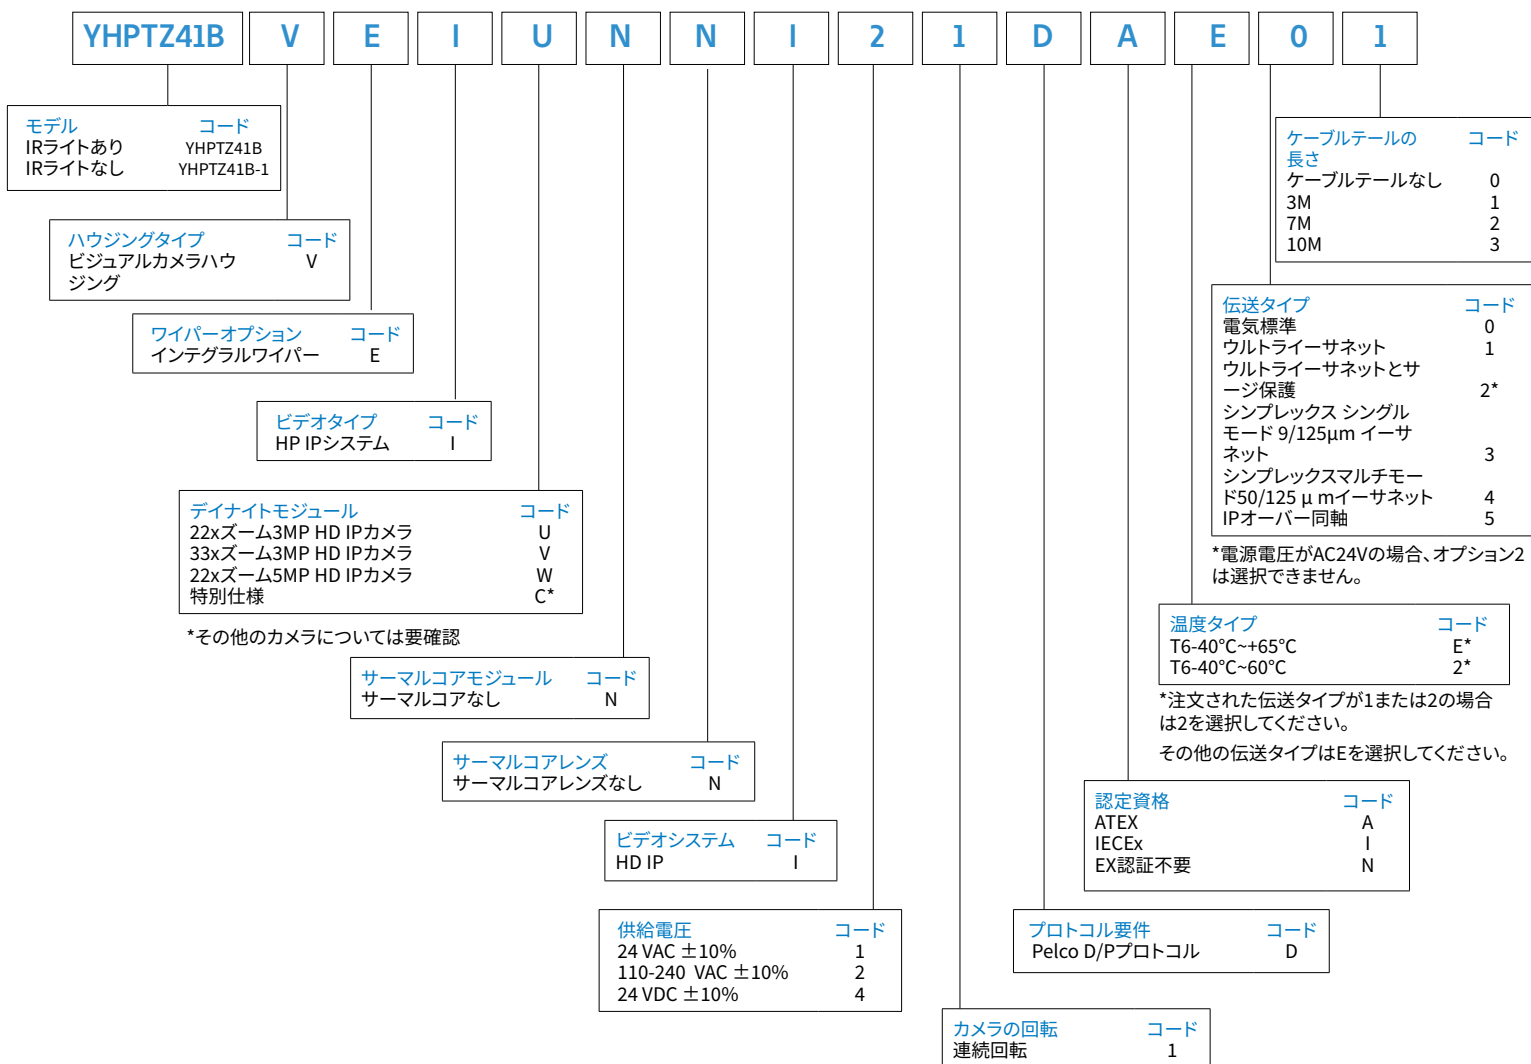 YHPTZ41B V E I U N N I 2 1 D A E 0 1
モデル コード
IRライトあり YHPTZ41B
IRライトなし YHPTZ41B-1
ハウジングタイプ コード
ビジュアルカメラハウ V
ジング
ワイパーオプション コード
インテグラルワイパー E
ビデオタイプ コード
HP IPシステム I
デイナイトモジュール コード
22xズーム3MP HD IPカメラ U
33xズーム3MP HD IPカメラ V
22xズーム5MP HD IPカメラ W
特別仕様 C*
*その他のカメラについては要確認
サーマルコアモジュール コード
サーマルコアなし N
サーマルコアレンズ コード
サーマルコアレンズなし N
ビデオシステム コード
HD IP I
供給電圧 コード
24 VAC ±10% 1
110-240 VAC ±10% 2
24 VDC ±10% 4
カメラの回転 コード
連続回転 1
プロトコル要件 コード
Pelco D/Pプロトコル D
認定資格 コード
ATEX A
IECEx I
EX認証不要 N
温度タイプ コード
T6-40℃~+65℃ E*
T6-40℃~60℃ 2*
*注文された伝送タイプが1または2の場合
は2を選択してください。
その他の伝送タイプはEを選択してください。
伝送タイプ コード
電気標準 0
ウルトライーサネット 1
ウルトライーサネットとサ
ージ保護 2*
シンプレックス シングル
モード 9/125μm イーサ
ネット 3
シンプレックスマルチモー
ド50/125 μ mイーサネット 4
IPオーバー同軸 5
*電源電圧がAC24Vの場合、オプション2
は選択できません。
ケーブルテールの コード
長さ
ケーブルテールなし 0
3M 1
7M 2
10M 3